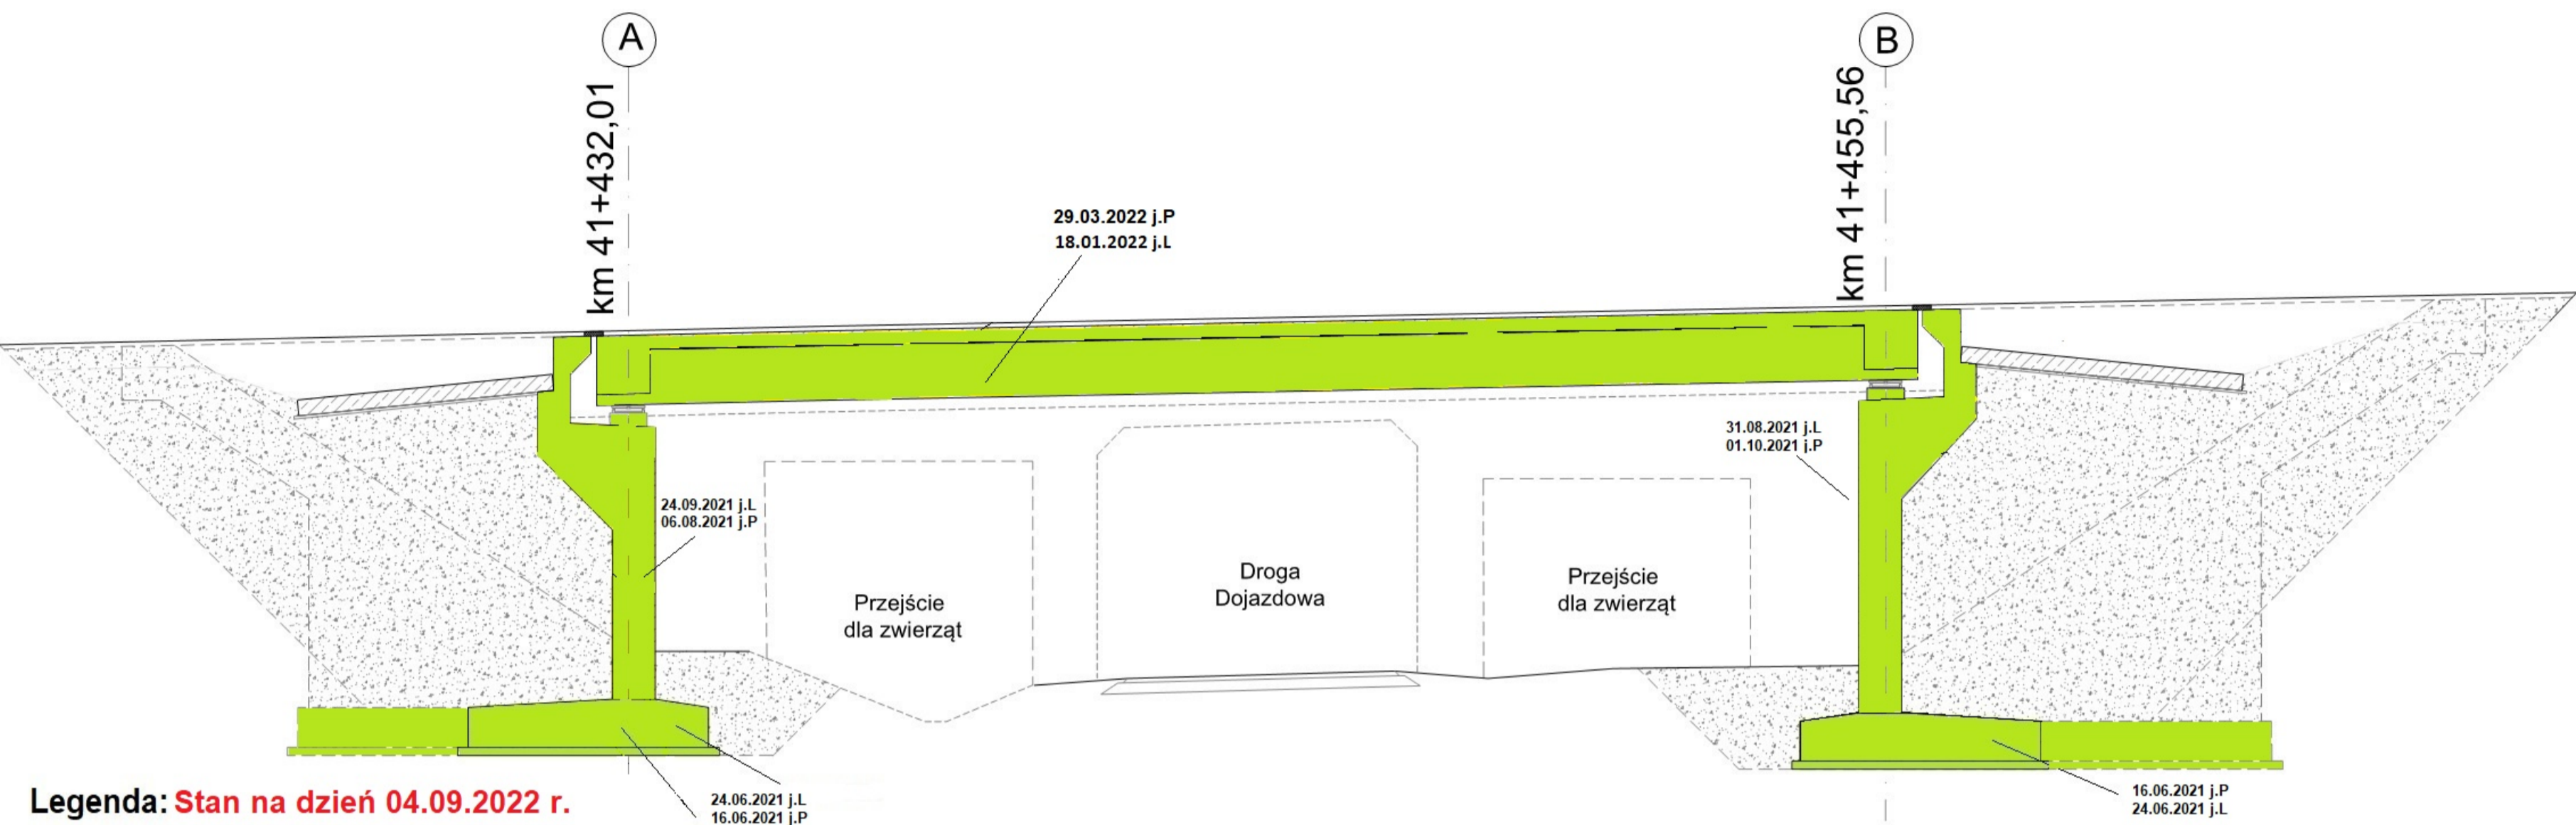 A
B
km 41+432,01
km 41+455,56
29.03.2022 j.P
18.01.2022 j.L
31.08.2021 j.L
01.10.2021 j.P
24.09.2021 j.L
06.08.2021 j.P
Przejście
dla zwierząt
Droga
Dojazdowa
Przejście
dla zwierząt
Legenda: Stan na dzień 04.09.2022 r.
24.06.2021 j.L
16.06.2021 j.P
16.06.2021 j.P
24.06.2021 j.L